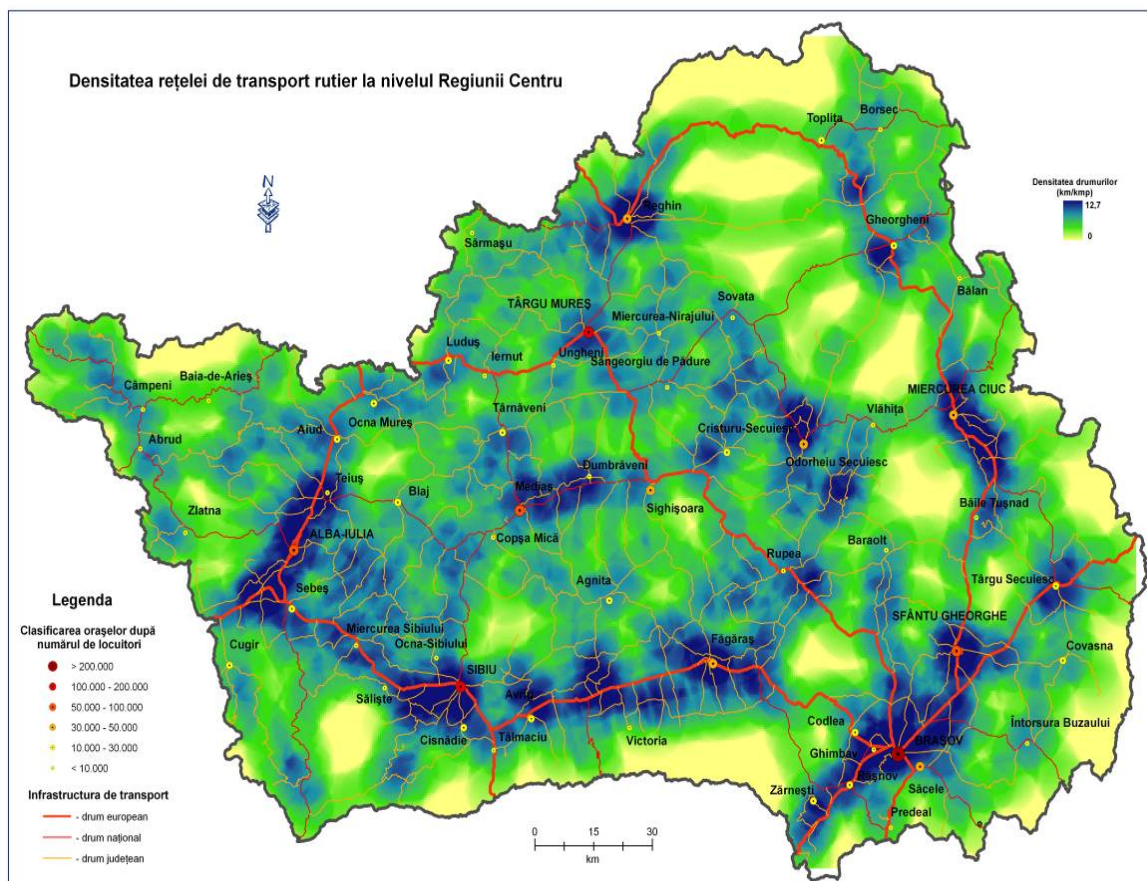 Densitatea rețelei de transport rutier la nivelul Regiunii Centru
N
Densitatea drumurilor
(km/kmp)
12,7
0
Borsec
Toplița
Gheorgheni
Reghin
Sărmașu
Bălan
Sovata
TÂRGU MUREȘ
Miercurea-Nirajului
Luduș
Iernut
Ungheni
Sângeorgiu de Pădure
Baia-de-Arieș
Câmpeni
MIERCUREA CIUC
Ocna Mureș
Târnăveni
Vlăhița
Abrud
Aiud
Cristuru-Secuiesc
Odorheiu Secuiesc
Dumbrăveni
Teiuș
Blaj
Mediaș
Sighișoara
Zlatna
Băile Tușnad
ALBA-IULIA
Copșa Mică
Baraolt
Rupea
Agnita
Târgu Secuiesc
Sebeș
SFÂNTU GHEORGHE
Miercurea Sibiului
Ocna-Sibiului
Făgăraș
Covasna
Cugir
SIBIU
Săliște
Avrig
Cisnădie
Tălmaciu
Victoria
Codlea
Întorsura Buzaului
BRAȘOV
Ghimbav
Râșnov
Zărnești
Săcele
Predeal
Legenda
Clasificarea orașelor după
numărul de locuitori
> 200.000
100.000 - 200.000
50.000 - 100.000
30.000 - 50.000
10.000 - 30.000
< 10.000
Infrastructura de transport
- drum european
- drum național
- drum județean
0 15 30
km